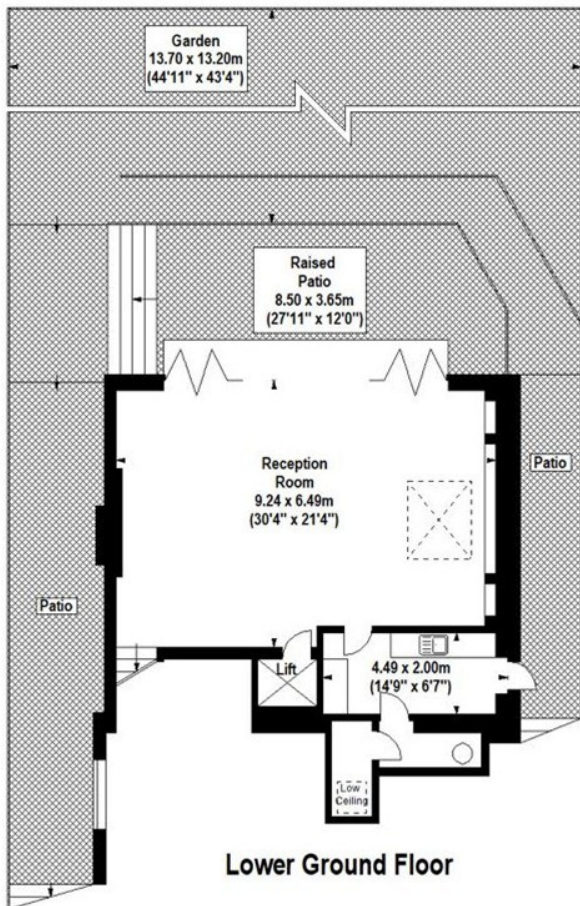 Garden
13.70 x 13.20m
(44'11" x 43'4")
Raised
Patio
8.50 x 3.65m
(27'11" x 12'0")
Reception
Room
9.24 x 6.49m
(30'4" x 21'4")
Patio
Patio
Lift
4.49 x 2.00m
(14'9" x 6'7")
Low
Ceiling
Lower Ground Floor